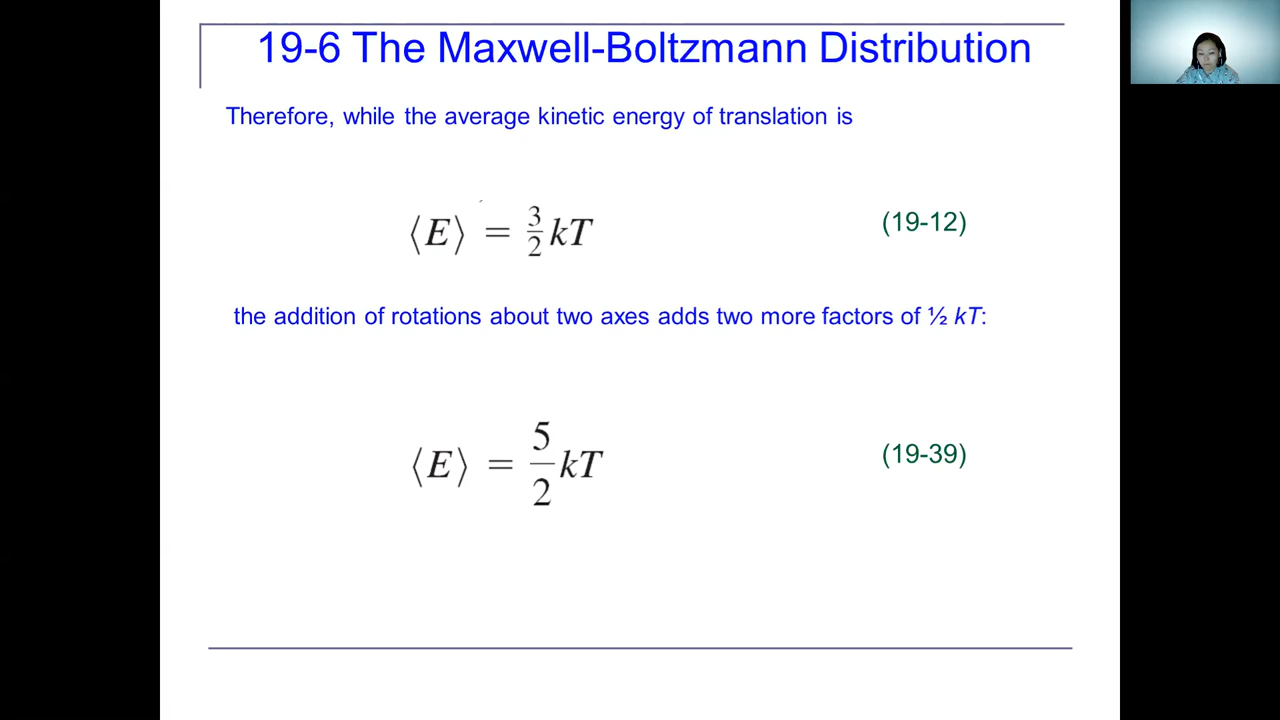 19-6 The Maxwell-Boltzmann Distribution
Therefore, while the average kinetic energy of translation is
⟨E⟩ = 3/2 kT (19-12)
the addition of rotations about two axes adds two more factors of ½ kT:
⟨E⟩ = 5/2 kT (19-39)